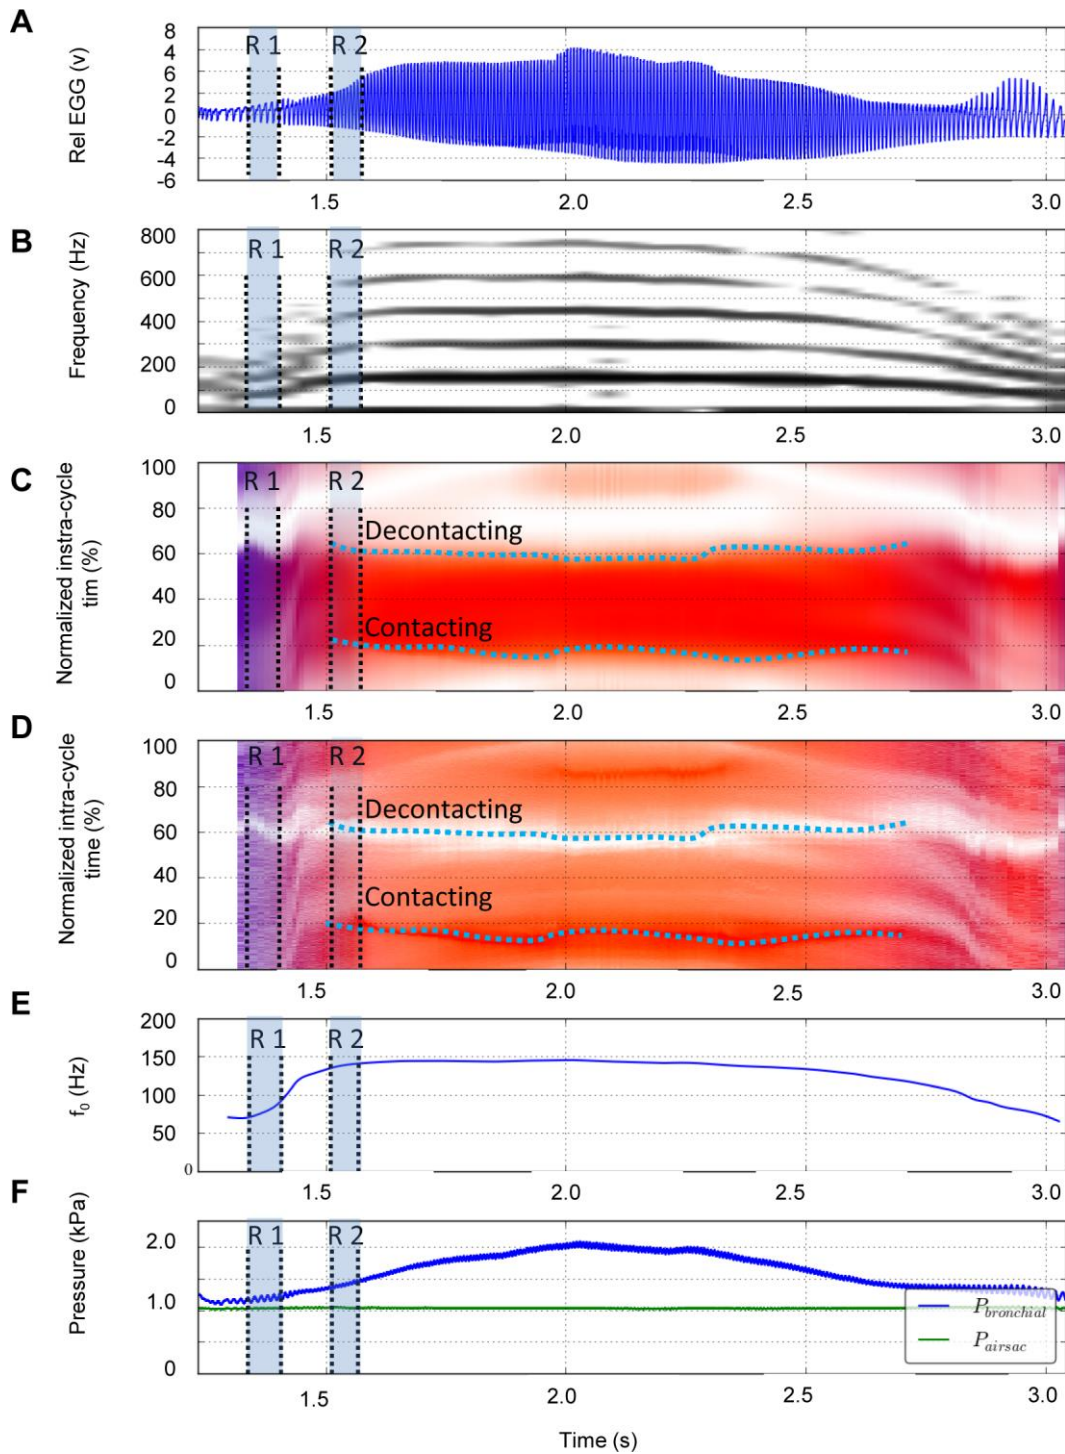 A
Rel EGG (v)
8
4
6
2
2
0
-2
-4
-6
R 1
R 2
1.5
2.0
2.5
3.0
B
Frequency (Hz)
800
600
400
200
0
R 1
R 2
1.5
2.0
2.5
3.0
C
Normalized instra-cycle
tim (%)
100
80
60
40
20
0
R 1
R 2
Decontacting
Contacting
1.5
2.0
2.5
3.0
D
Normalized intra-cycle
time (%)
100
80
60
40
20
0
R 1
R 2
Decontacting
Contacting
1.5
2.0
2.5
3.0
E
f0 (Hz)
200
150
100
50
0
R 1
R 2
1.5
2.0
2.5
3.0
F
Pressure (kPa)
2.0
1.0
0
R 1
R 2
Pbronchial
Pairsac
1.5
2.0
2.5
3.0
Time (s)